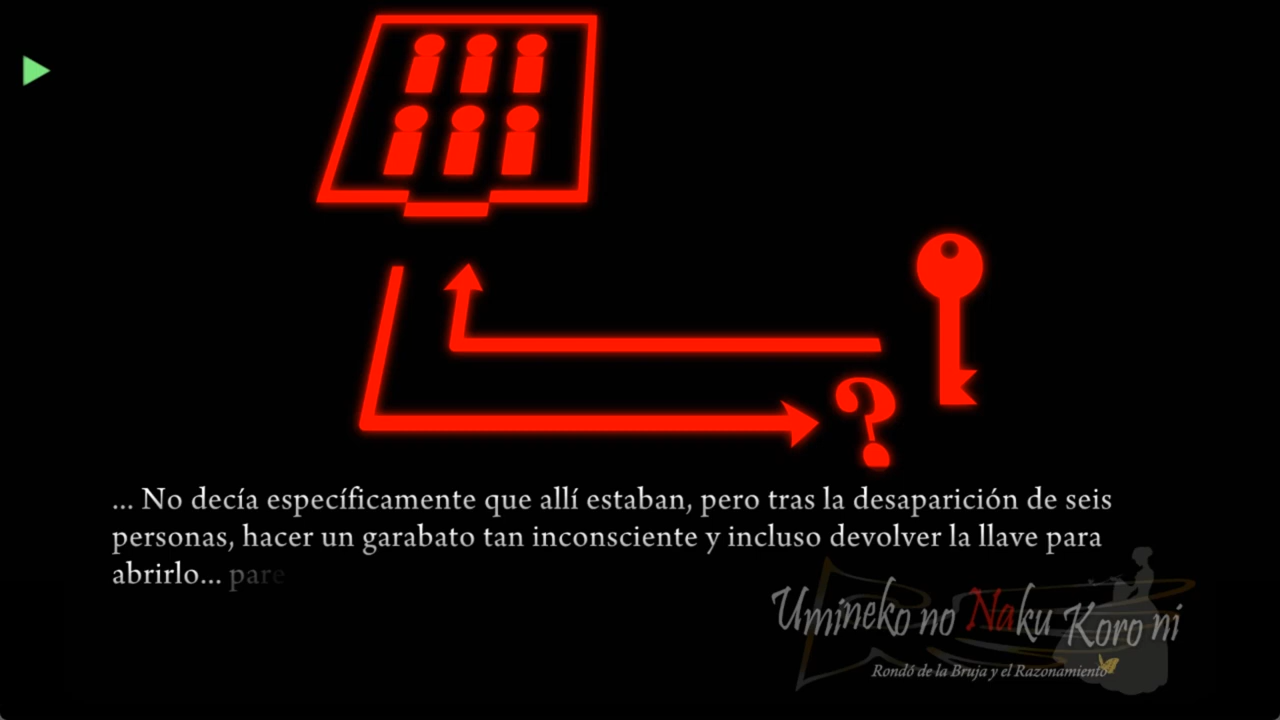 ... No decía específicamente que allí estaban, pero tras la desaparición de seis
personas, hacer un garabato tan inconsciente y incluso devolver la llave para
abrirlo... pare
Umineko no Naku Koro ni
Rondó de la Bruja y el Razonamiento
?